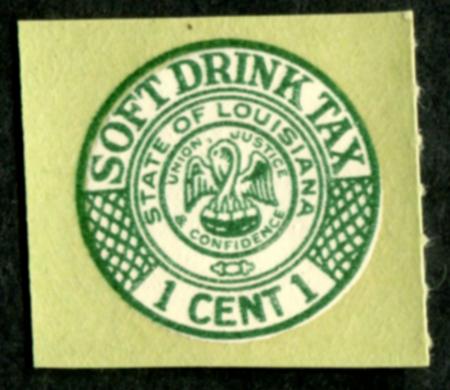 SOFT DRINK TAX
STATE OF LOUISIANA
UNION, JUSTICE
& CONFIDENCE
1 CENT 1